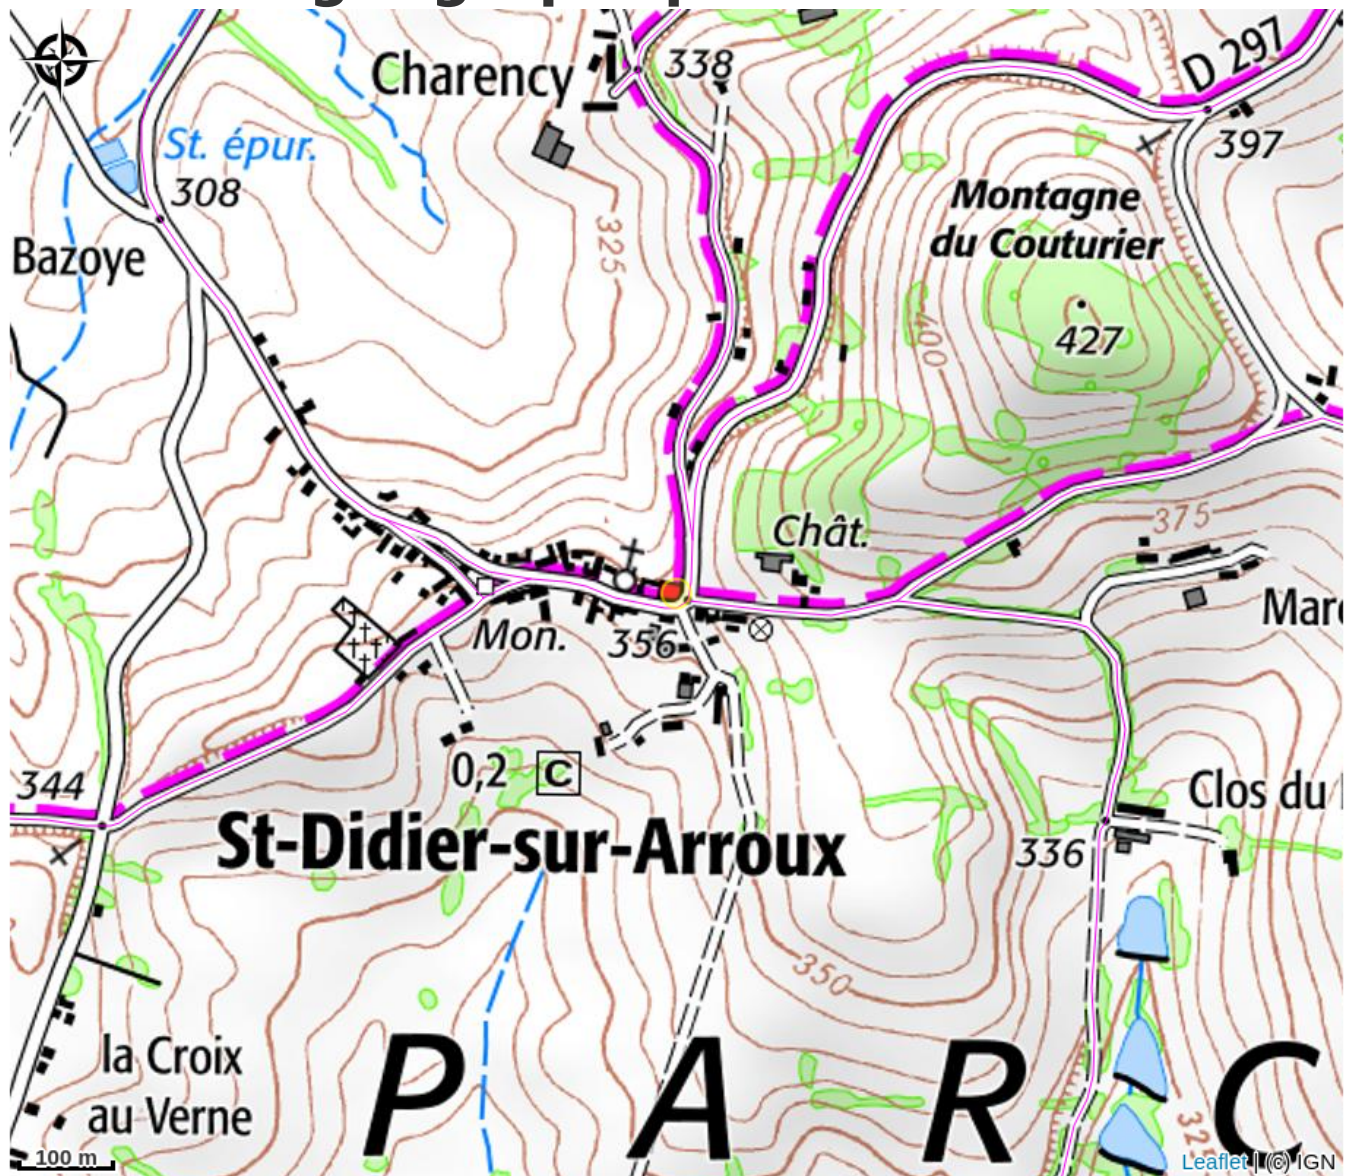 Charency
338
D 297
St. épur.
397
308
Montagne
du Couturier
325
Bazoye
427
400
Chât.
375
Mon.
356
344
0,2 C
Clos du
St-Didier-sur-Arroux
336
350
la Croix
au Verne
P A R C
100 m
Leaflet | (c) IGN